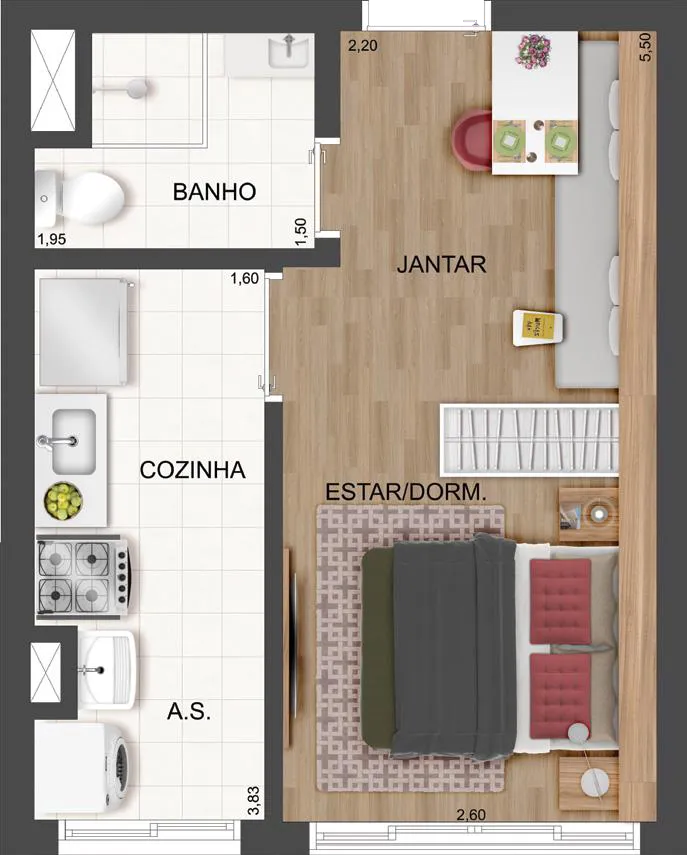 2,20
5,50
BANHO
1,95
1,50
JANTAR
1,60
COZINHA
ESTAR/DORM.
A.S.
3,83
2,60